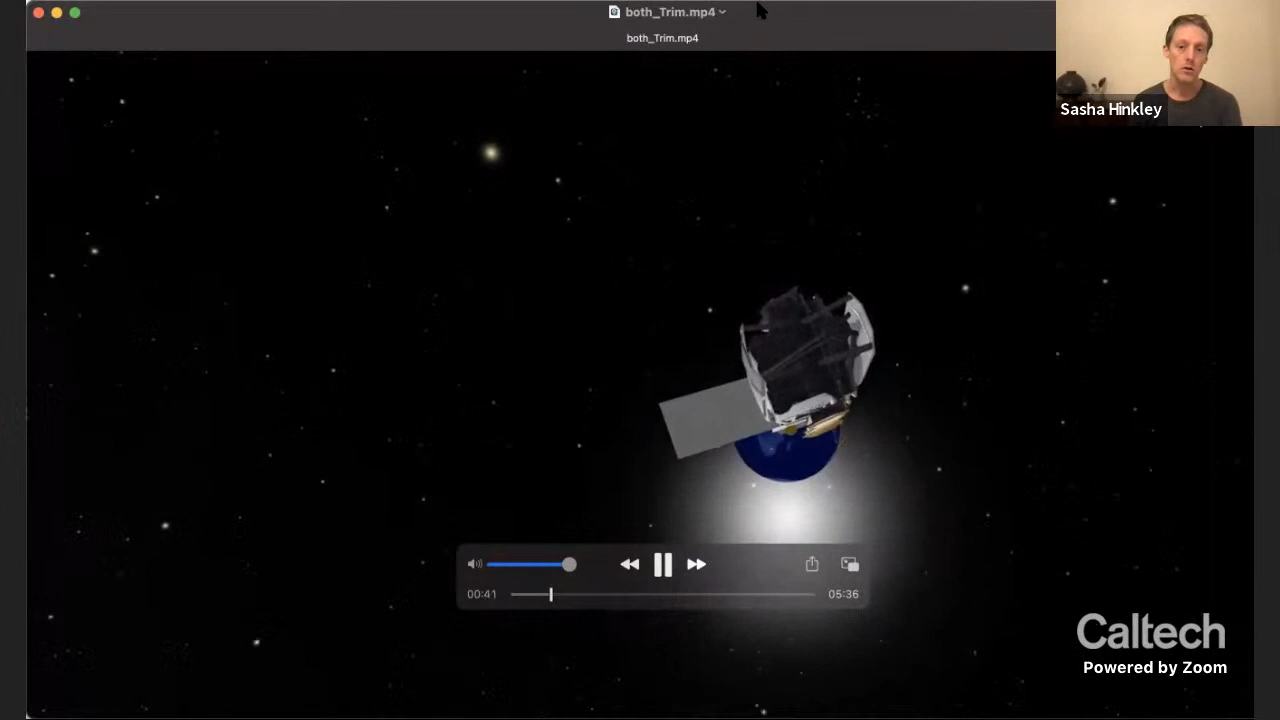 both_Trim.mp4
both_Trim.mp4
Sasha Hinkley
00:41
05:36
Caltech
Powered by Zoom